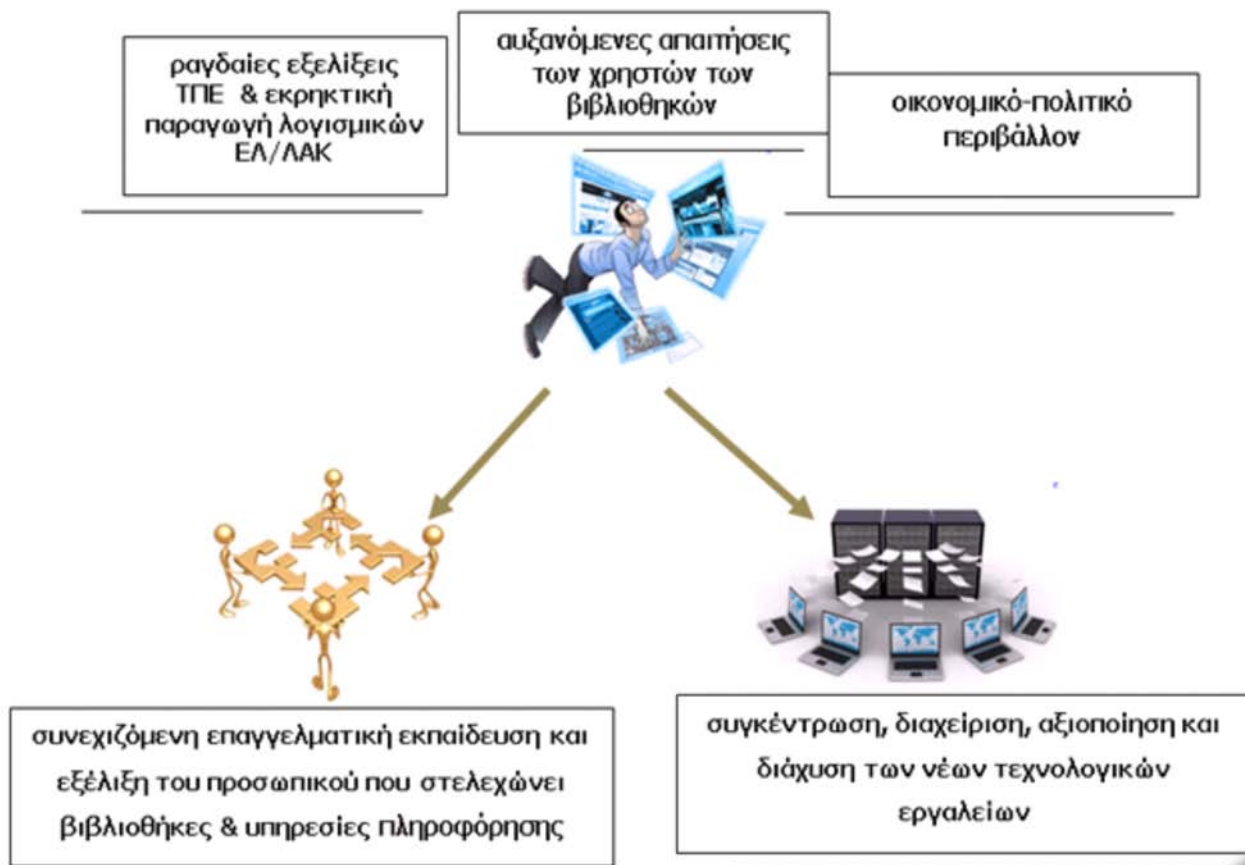 ραγδαίες εξελίξεις
ΤΠΕ & εκρηκτική
παραγωγή λογισμικών
ΕΛ/ΛΑΚ
αυξανόμενες απαιτήσεις
των χρηστών των
βιβλιοθηκών
οικονομικό-πολιτικό
περιβάλλον
συνεχιζόμενη επαγγελματική εκπαίδευση και
εξέλιξη του προσωπικού που στελεχώνει
βιβλιοθήκες & υπηρεσίες πληροφόρησης
συγκέντρωση, διαχείριση, αξιοποίηση και
διάχυση των νέων τεχνολογικών
εργαλείων